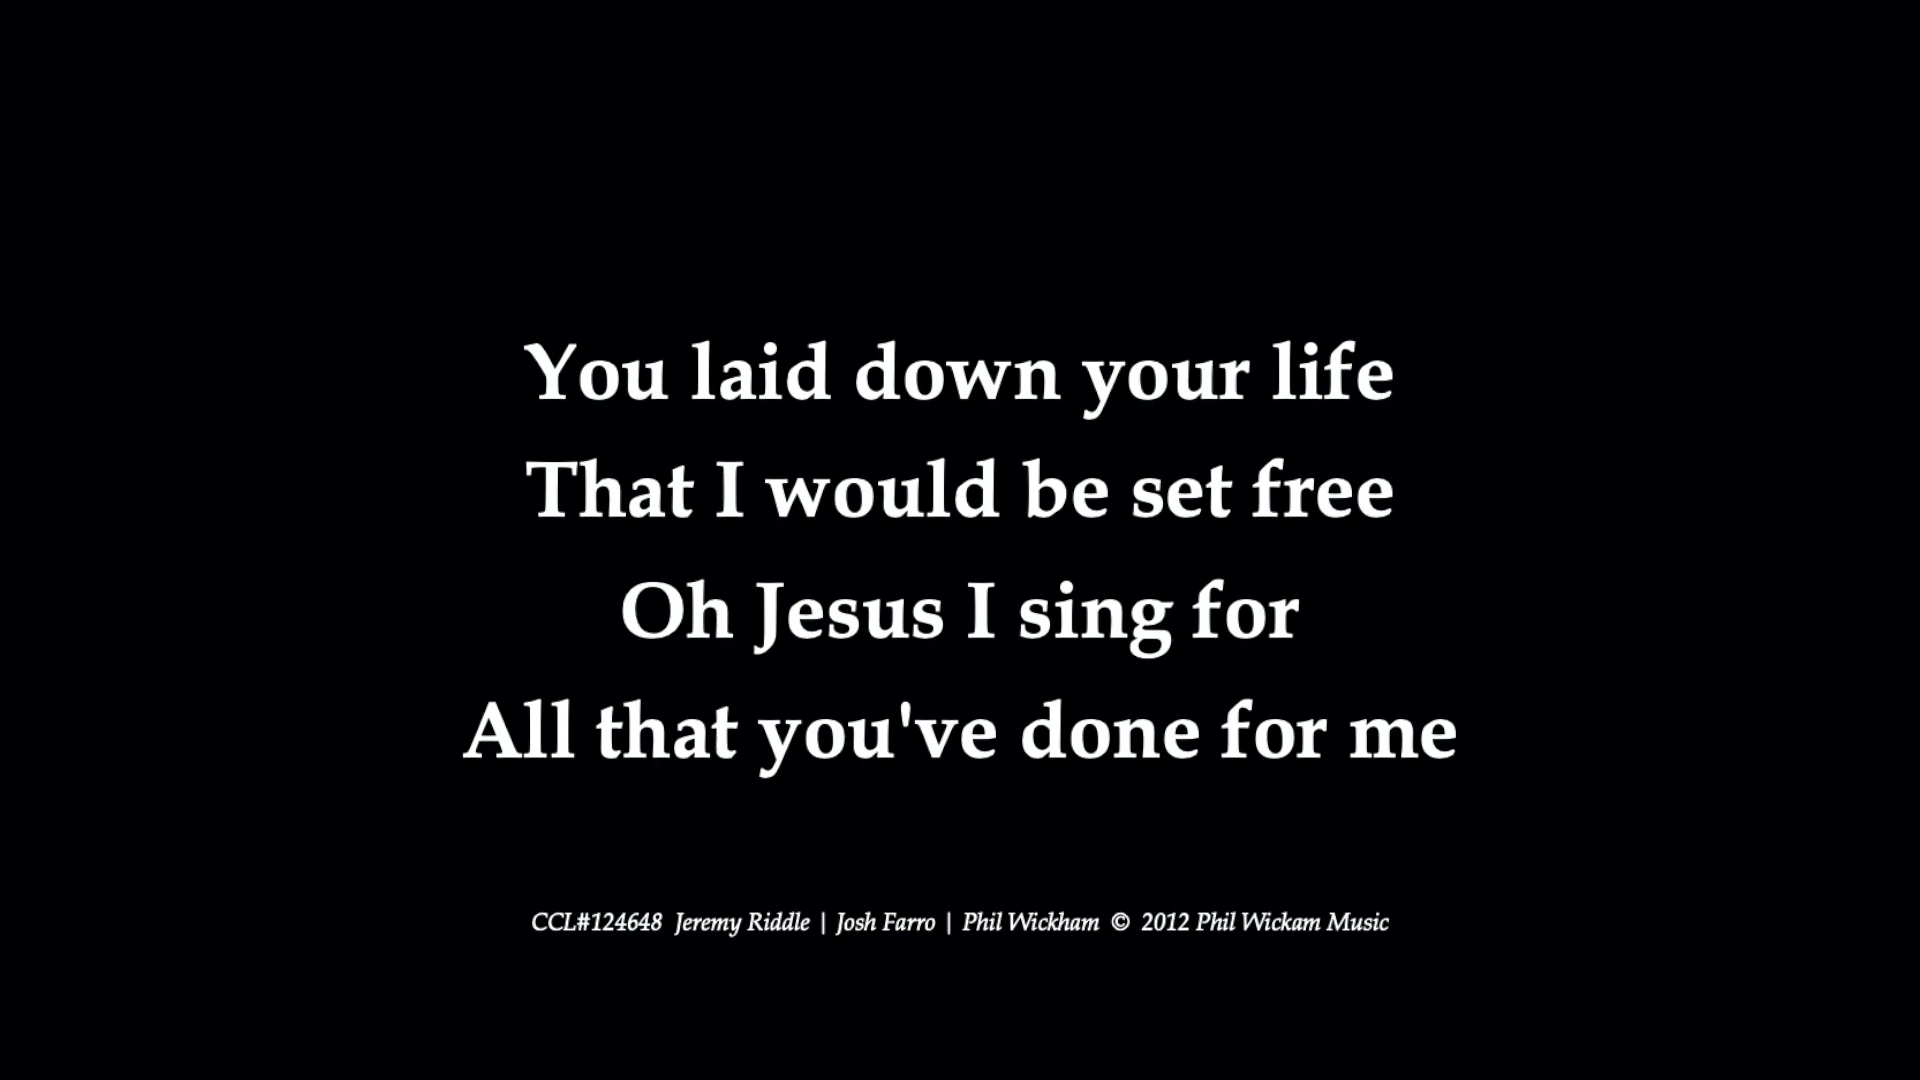 You laid down your life
That I would be set free
Oh Jesus I sing for
All that you've done for me
CCL#124648 Jeremy Riddle | Josh Farro | Phil Wickham © 2012 Phil Wickam Music